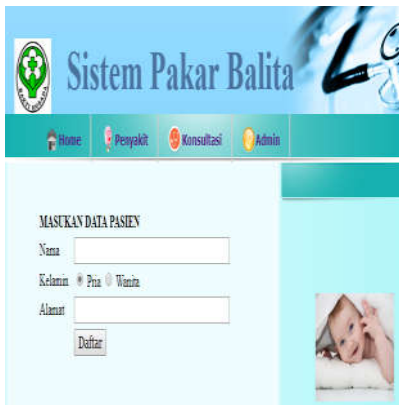 Sistem Pakar Balita
Home Penyakit Konsultasi Admin
MASUKAN DATA PASIEN
Nama
Kelamin Pria Wanita
Alamat
Daftar